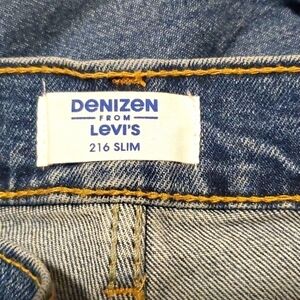 DENIZEN
FROM
LEVI'S
216 SLIM